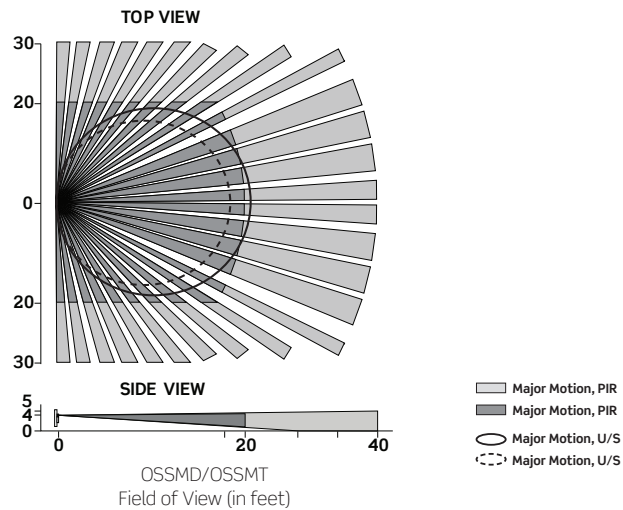 TOP VIEW
30
20
0
20
30
SIDE VIEW
5
4
0
0
20
30
40
OSSMD/OSSMT
Field of View (in feet)
Major Motion, PIR
Major Motion, PIR
Major Motion, U/S
Major Motion, U/S